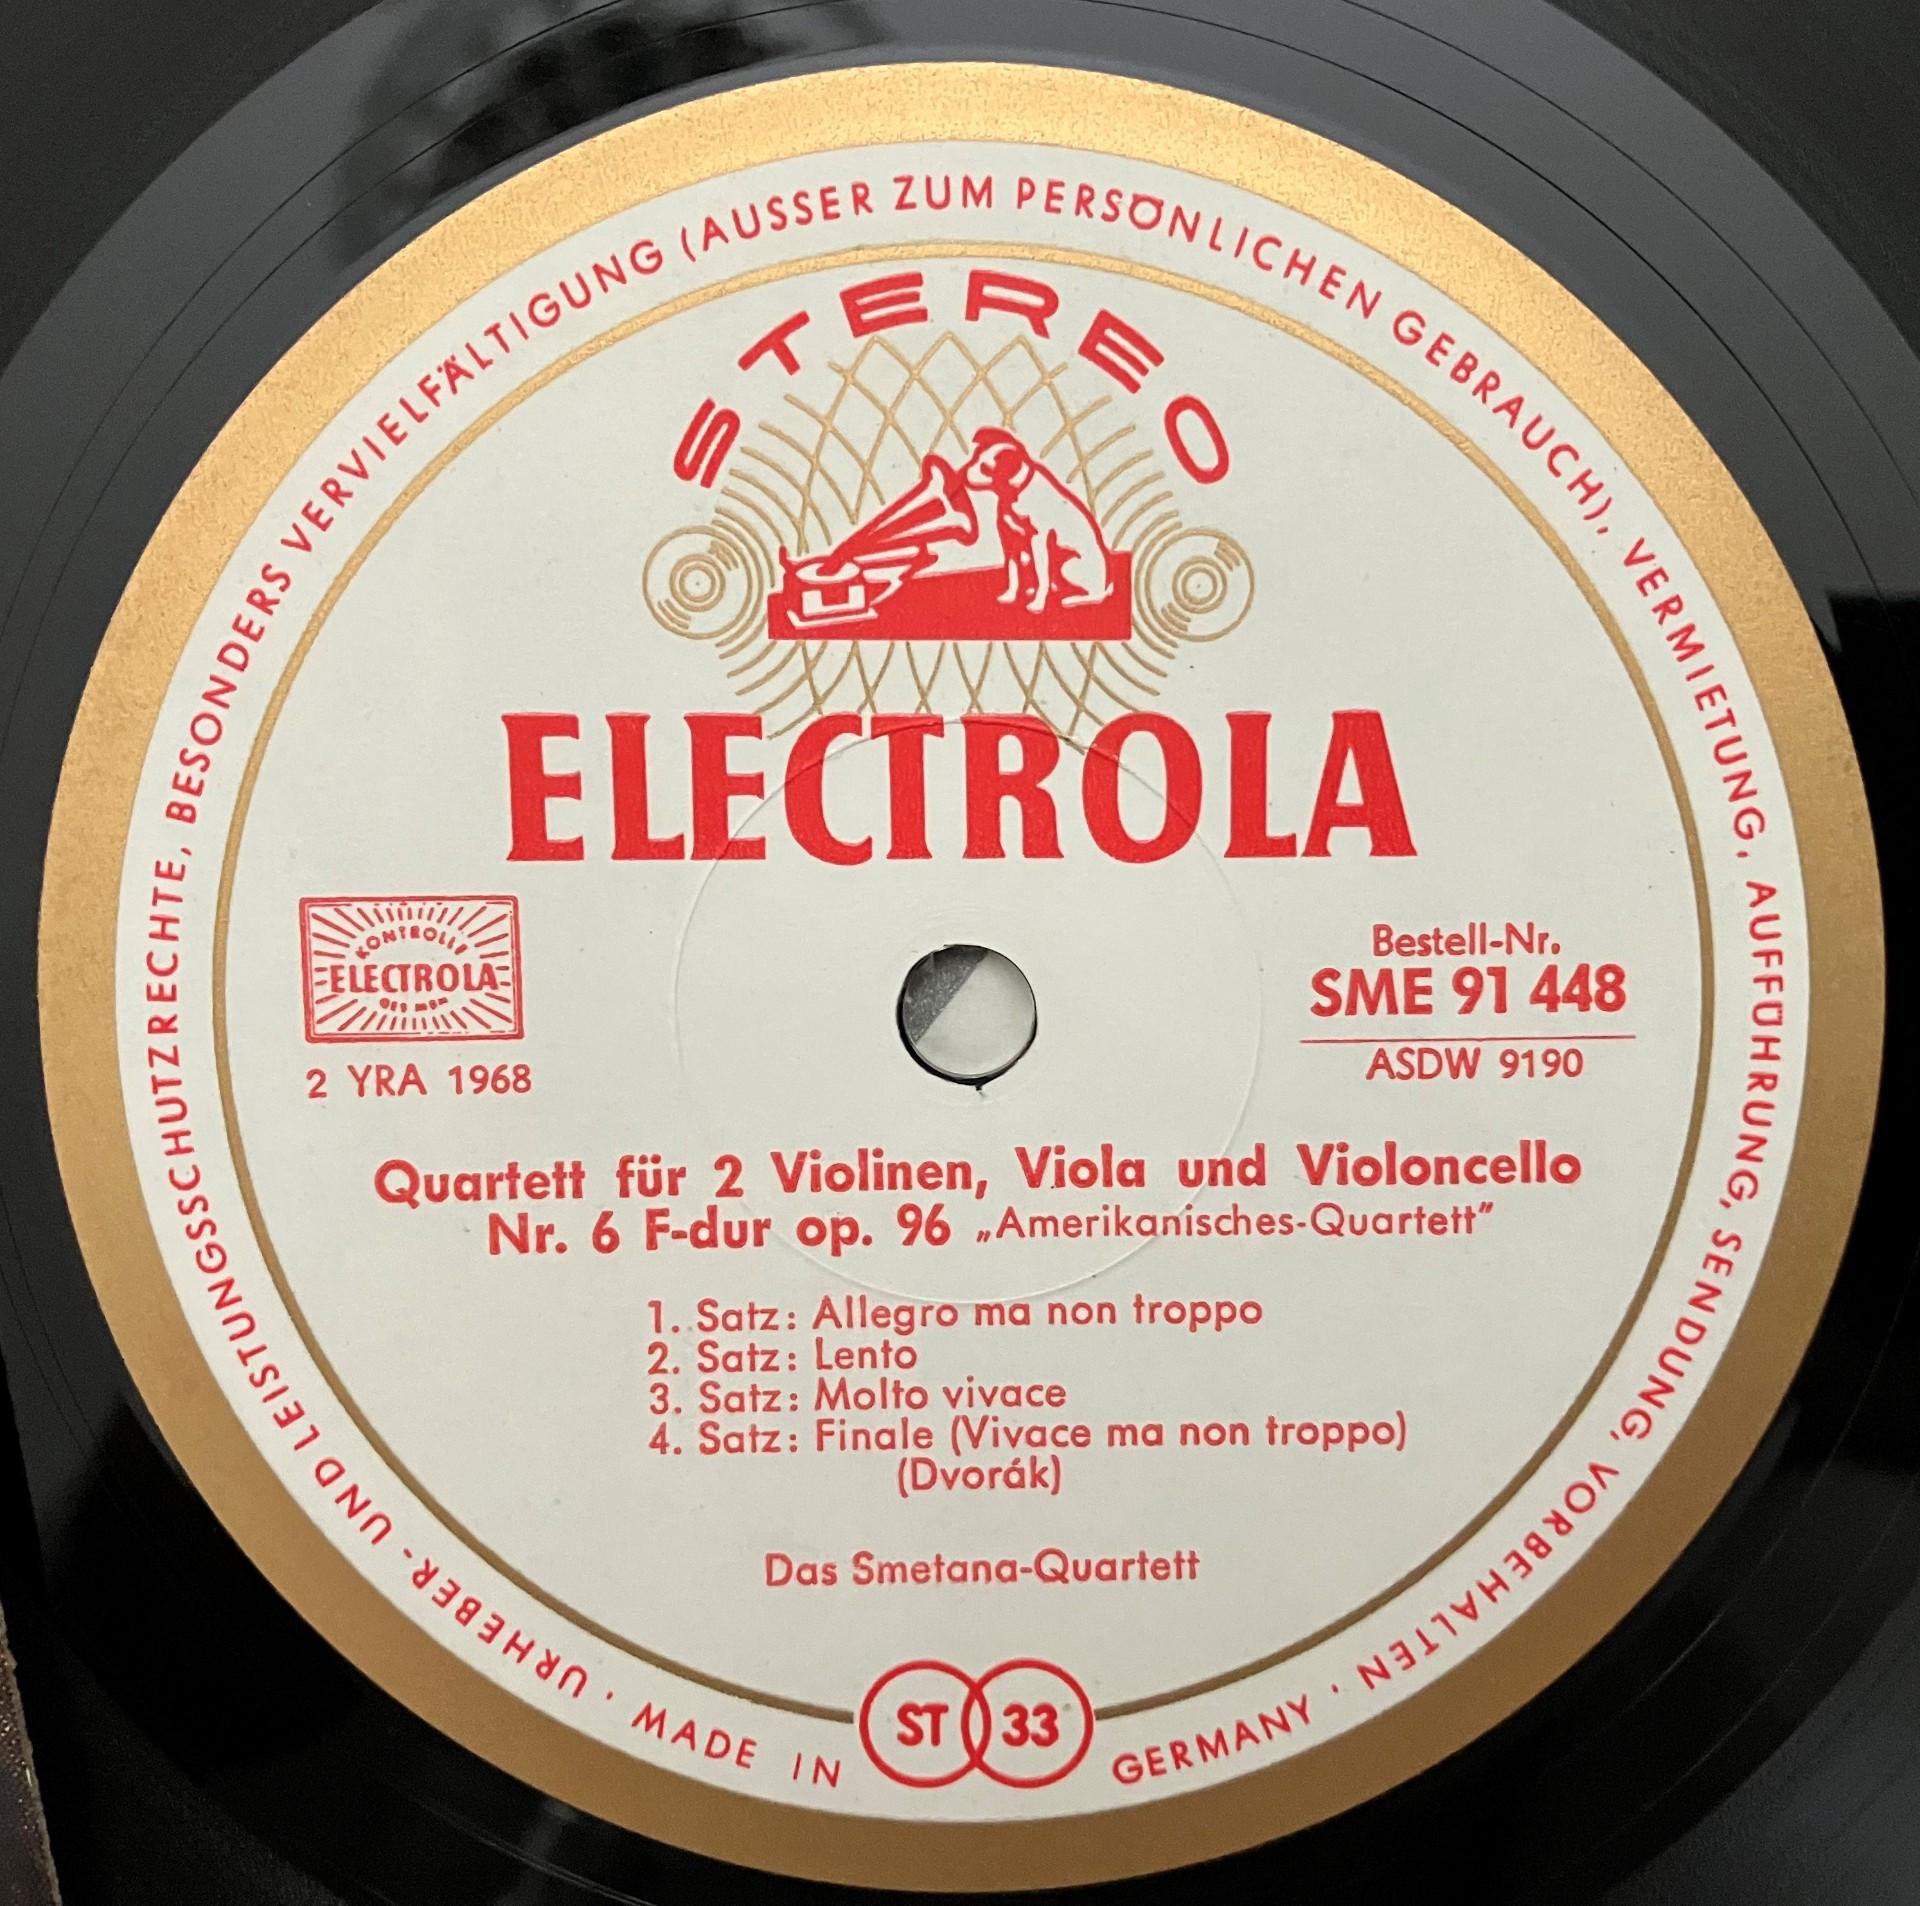 URHEBER- UND LEISTUNGSSCHUTZRECHTE, BESONDERS VERVIELFÄLTIGUNG (AUSSER ZUM PERSÖNLICHEN GEBRAUCH), VERMIETUNG, AUFFÜHRUNG, SENDUNG, VORBEHALTEN ·
STEREO
ELECTROLA
KONTROLLE
ELECTROLA
2 YRA 1968
Bestell-Nr.
SME 91 448
ASDW 9190
Quartett für 2 Violinen, Viola und Violoncello
Nr. 6 F-dur op. 96 „Amerikanisches-Quartett”
1. Satz: Allegro ma non troppo
2. Satz: Lento
3. Satz: Molto vivace
4. Satz: Finale (Vivace ma non troppo)
(Dvorák)
Das Smetana-Quartett
ST 33
· MADE IN GERMANY